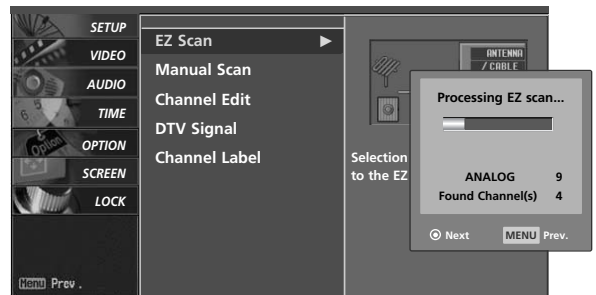 SETUP
VIDEO
AUDIO
TIME
OPTION
SCREEN
LOCK
Menu Prev.
EZ Scan ▶
Manual Scan
Channel Edit
DTV Signal
Channel Label
ANTENNA
/ CABLE
Selection
to the EZ
Processing EZ scan...
ANALOG 9
Found Channel(s) 4
Next MENU Prev.